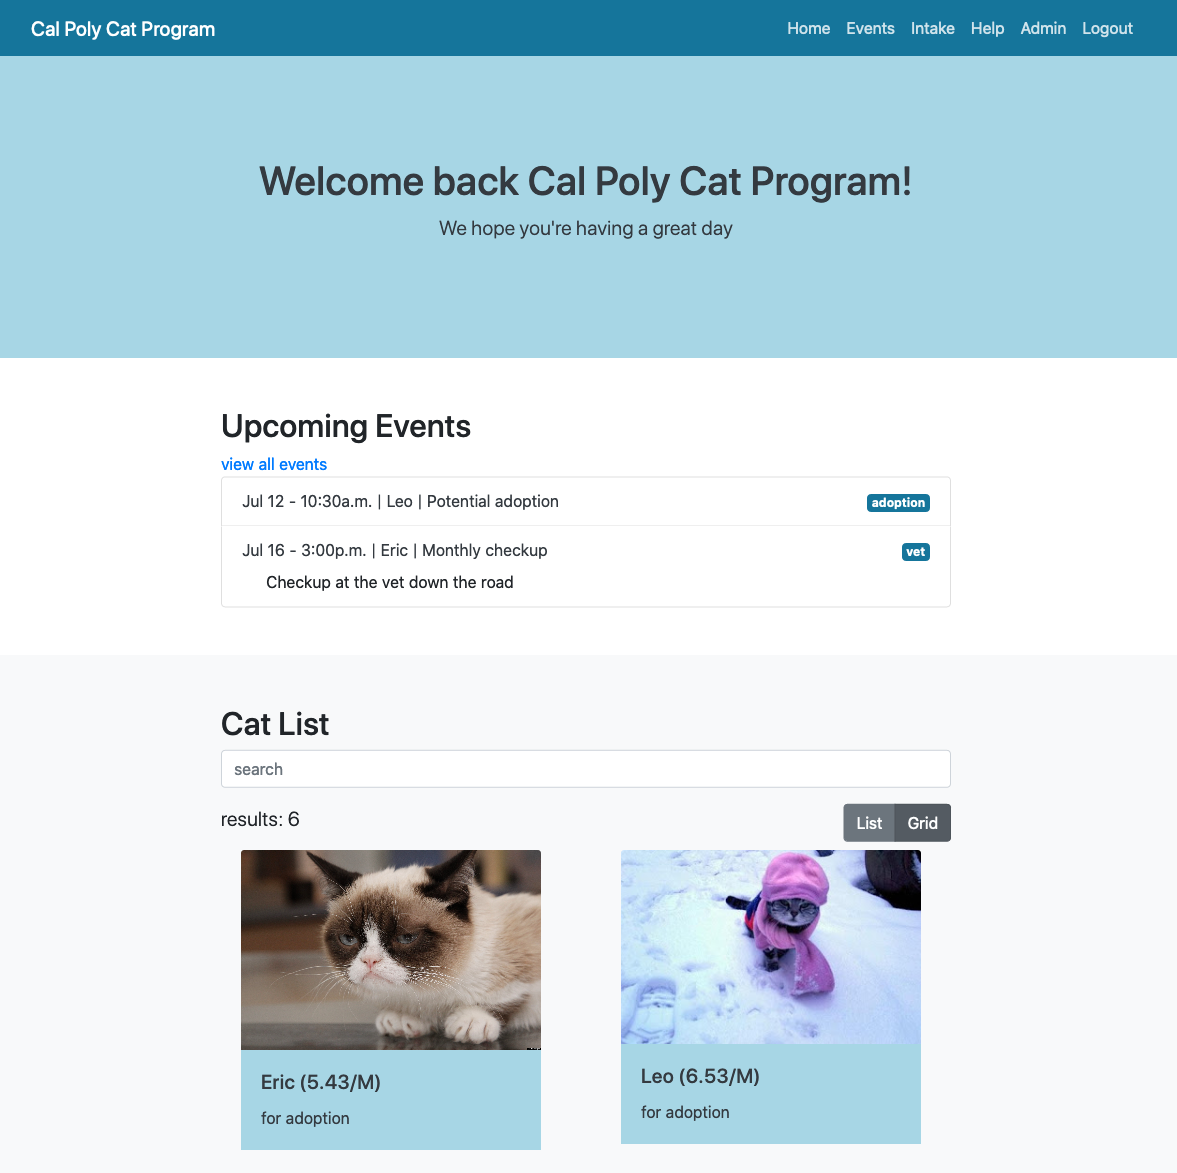 Cal Poly Cat Program
Home Events Intake Help Admin Logout
Welcome back Cal Poly Cat Program!
We hope you're having a great day
Upcoming Events
view all events
Jul 12 - 10:30a.m. | Leo | Potential adoption adoption
Jul 16 - 3:00p.m. | Eric | Monthly checkup vet
Checkup at the vet down the road
Cat List
search
results: 6
List Grid
Eric (5.43/M)
for adoption
Leo (6.53/M)
for adoption